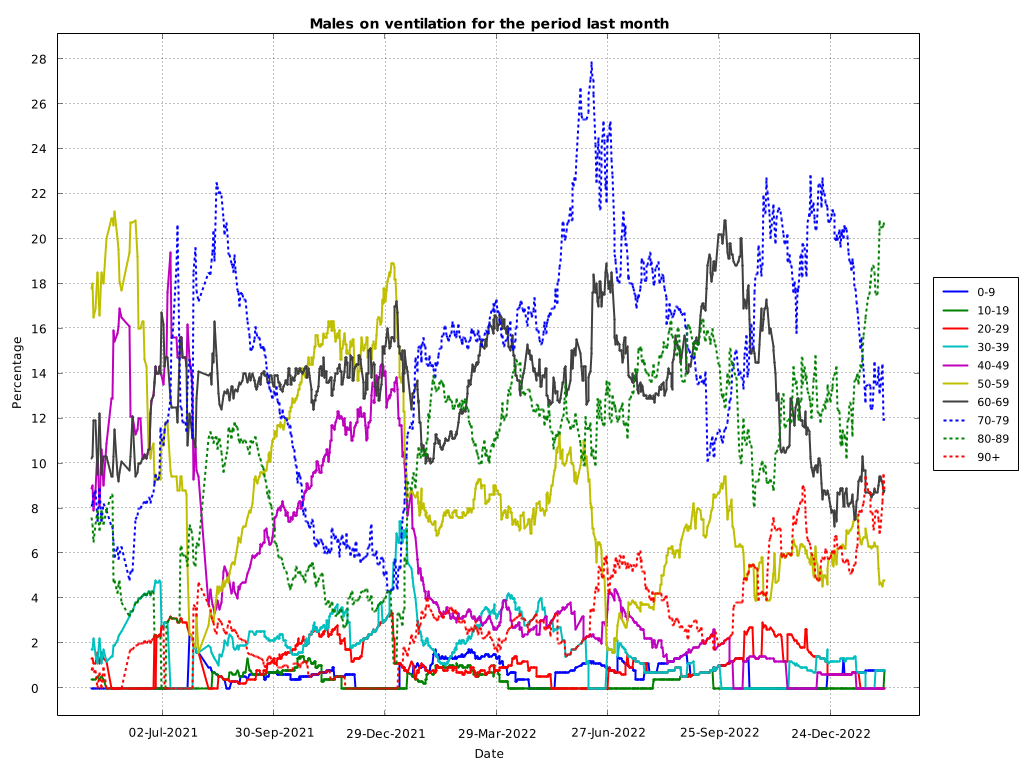 Males on ventilation for the period last month
Percentage
28
26
24
22
20
18
16
14
12
10
8
6
4
2
0
02-Jul-2021
30-Sep-2021
29-Dec-2021
29-Mar-2022
27-Jun-2022
25-Sep-2022
24-Dec-2022
Date
0-9
10-19
20-29
30-39
40-49
50-59
60-69
70-79
80-89
90+